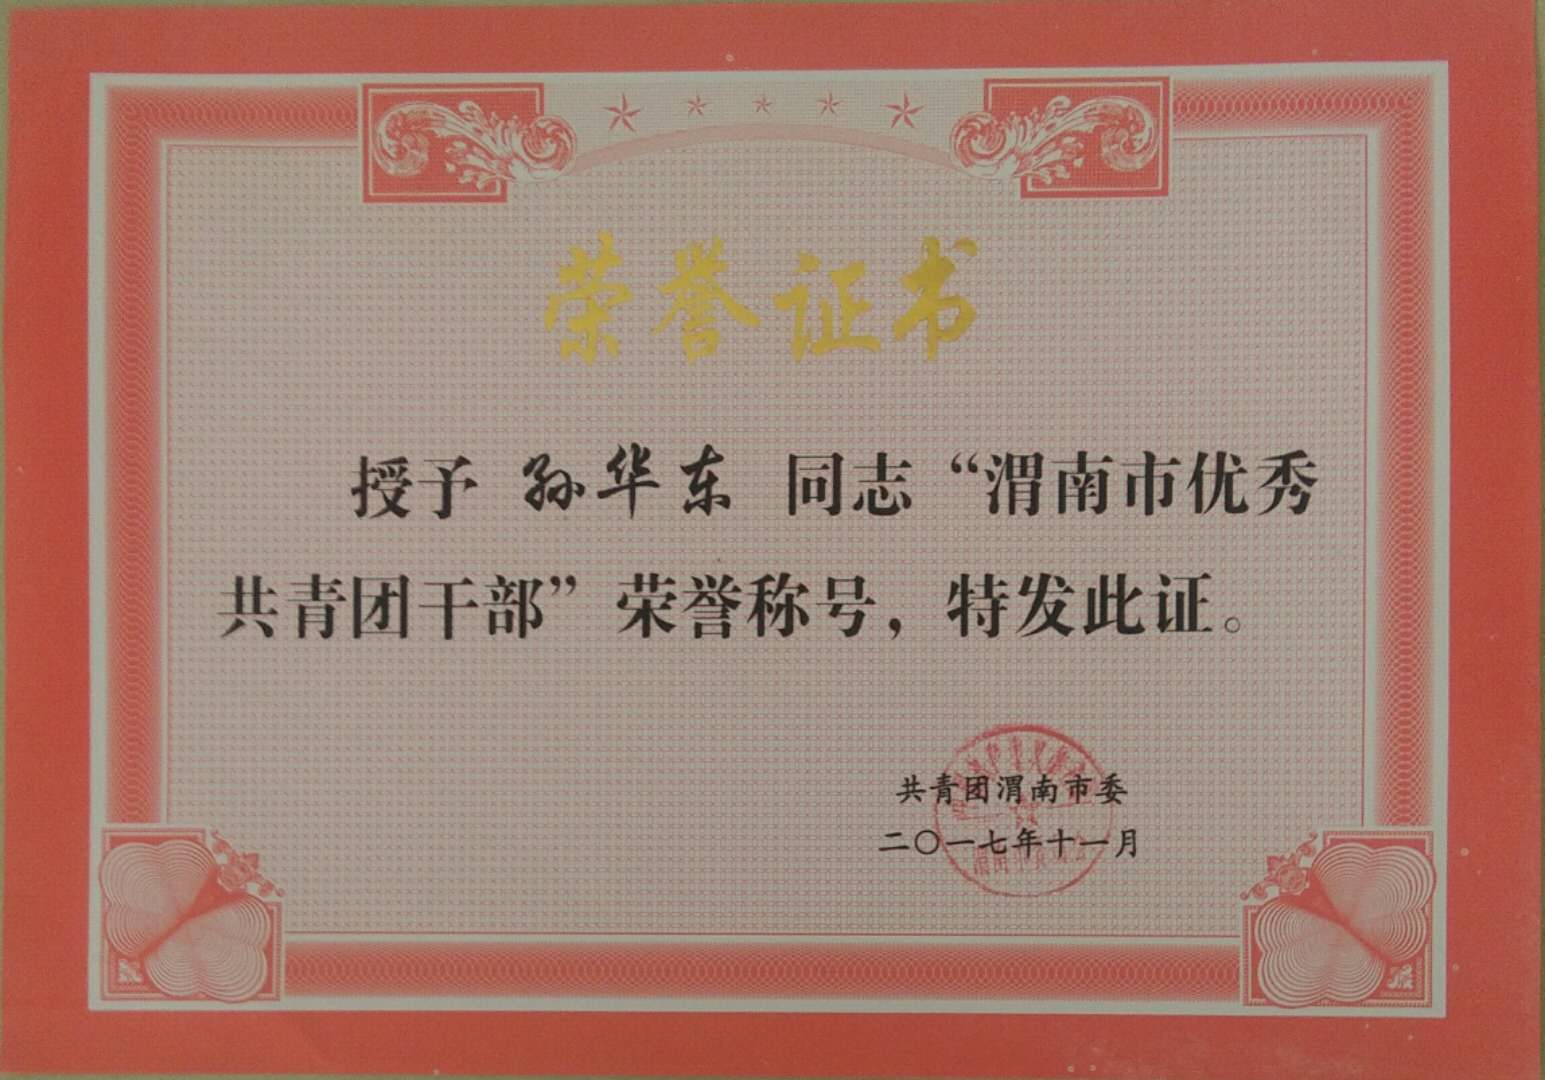 荣誉证书
授予 孙华东 同志“渭南市优秀
共青团干部”荣誉称号，特发此证。
共青团渭南市委
二〇一七年十一月